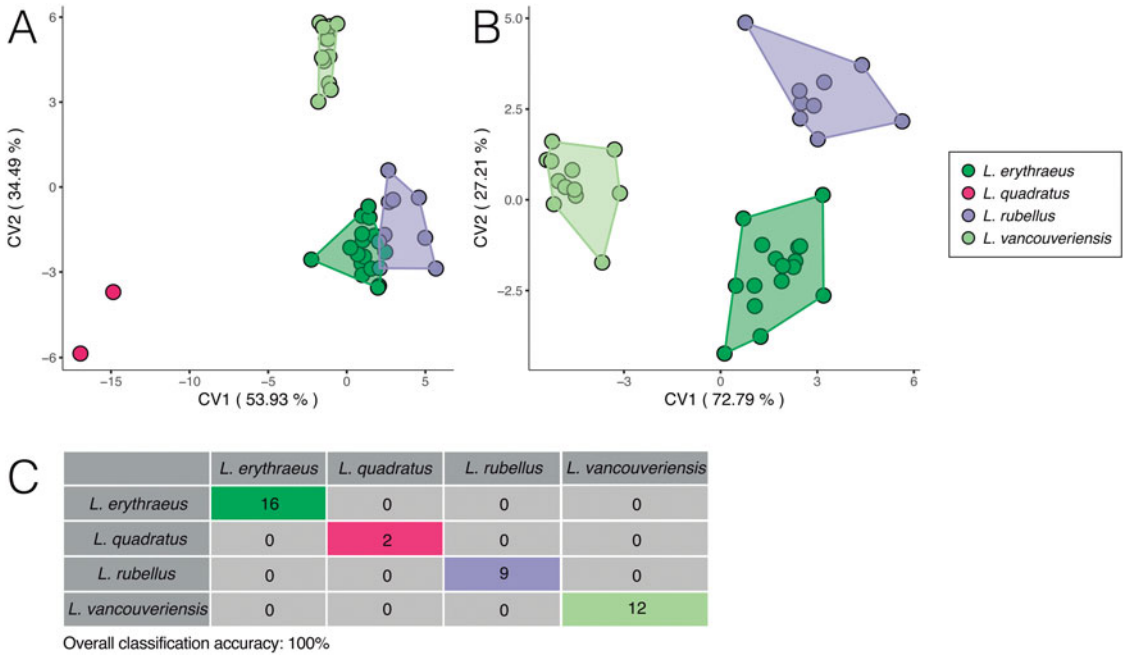 A
6
3
0
−3
−6
CV2 ( 34.49 % )
−15
−10
−5
0
5
CV1 ( 53.93 % )
B
5.0
2.5
0.0
−2.5
CV2 ( 27.21 % )
−3
0
3
6
CV1 ( 72.79 % )
L. erythraeus
L. quadratus
L. rubellus
L. vancouveriensis
C
L. erythraeus L. quadratus L. rubellus L. vancouveriensis
L. erythraeus 16 0 0 0
L. quadratus 0 2 0 0
L. rubellus 0 0 9 0
L. vancouveriensis 0 0 0 12
Overall classification accuracy: 100%